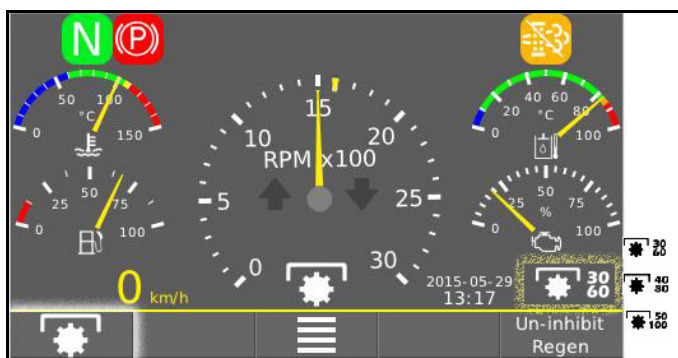 N P
50 100
0 °C 150
25 50 75
0 100
0 km/h
15
10 20
RPM x100
5 25
0 30
2015-05-29
13:17
40 60
20 80
0 °C 100
25 50 75
0 % 100
30
60
Un-inhibit
Regen
30
60
40
80
50
100